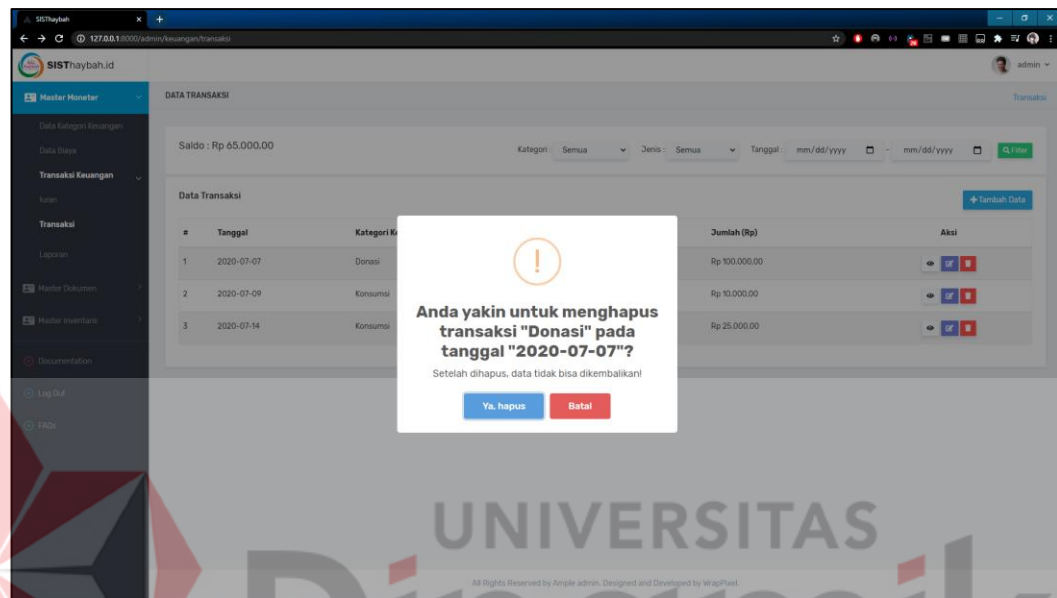 SISThaybah
127.0.0.1:8000/admin/keuangan/transaksi
SISThaybah.id
admin
Master Moneter
DATA TRANSAKSI
Transaksi
Data Kategori Keuangan
Data Biaya
Saldo : Rp 65.000,00
Kategori : Semua Jenis : Semua Tanggal : mm/dd/yyyy - mm/dd/yyyy Filter
Transaksi Keuangan
Iuran
Data Transaksi
+ Tambah Data
Transaksi
# Tanggal Kategori Jumlah (Rp) Aksi
Laporan
1 2020-07-07 Donasi Rp 100.000,00
Master Dokumen
2 2020-07-09 Konsumsi Rp 10.000,00
Master Inventaris
3 2020-07-14 Konsumsi Rp 25.000,00
Documentation
Log Out
FAQs
!
Anda yakin untuk menghapus
transaksi "Donasi" pada
tanggal "2020-07-07"?
Setelah dihapus, data tidak bisa dikembalikan!
Ya, hapus Batal
UNIVERSITAS
All Rights Reserved by Ample admin. Designed and Developed by WrapPixel.